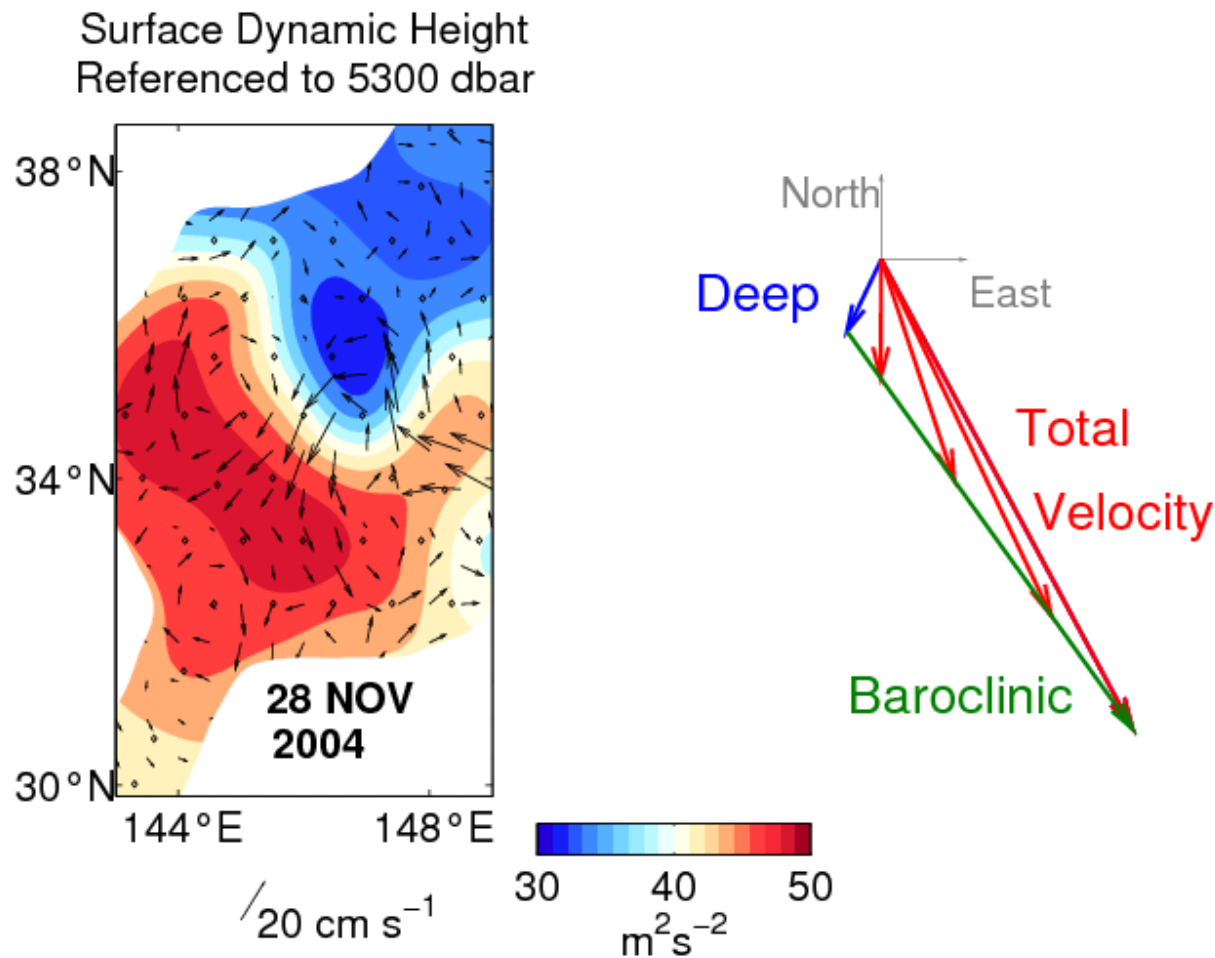 Surface Dynamic Height
Referenced to 5300 dbar
38°N
34°N
30°N
144°E 148°E
28 NOV
2004
20 cm s⁻¹
30 40 50
m²s⁻²
North
East
Deep
Total
Velocity
Baroclinic